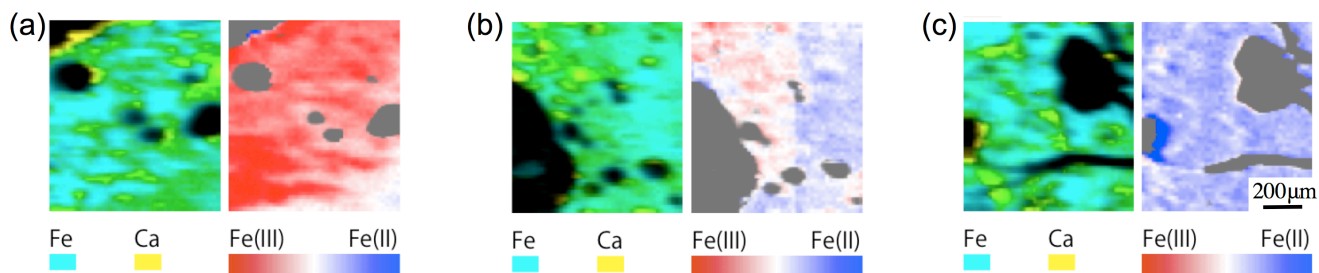 (a)
(b)
(c)
200μm
Fe Ca Fe(III) Fe(II)
Fe Ca Fe(III) Fe(II)
Fe Ca Fe(III) Fe(II)